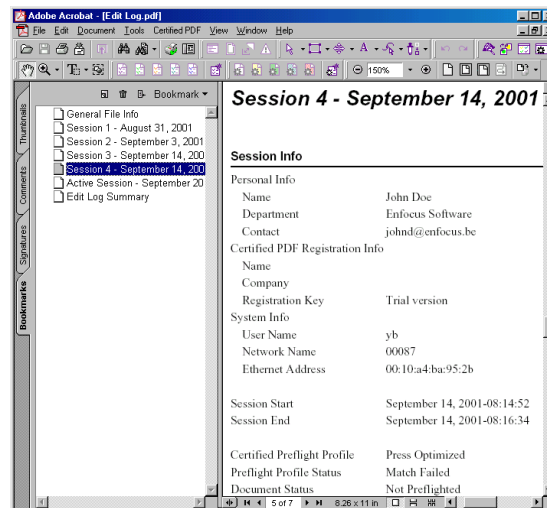 Adobe Acrobat - [Edit Log.pdf]
File Edit Document Tools Certified PDF View Window Help
150%
Bookmark
Thumbnails
Comments
Signatures
Bookmarks
General File Info
Session 1 - August 31, 2001
Session 2 - September 3, 2001
Session 3 - September 14, 200
Session 4 - September 14, 200
Active Session - September 20
Edit Log Summary
Session 4 - September 14, 2001
Session Info
Personal Info
Name John Doe
Department Enfocus Software
Contact johnd@enfocus.be
Certified PDF Registration Info
Name
Company
Registration Key Trial version
System Info
User Name yb
Network Name 00087
Ethernet Address 00:10:a4:ba:95:2b
Session Start September 14, 2001-08:14:52
Session End September 14, 2001-08:16:34
Certified Preflight Profile Press Optimized
Preflight Profile Status Match Failed
Document Status Not Preflighted
5 of 7 8.26 x 11 in